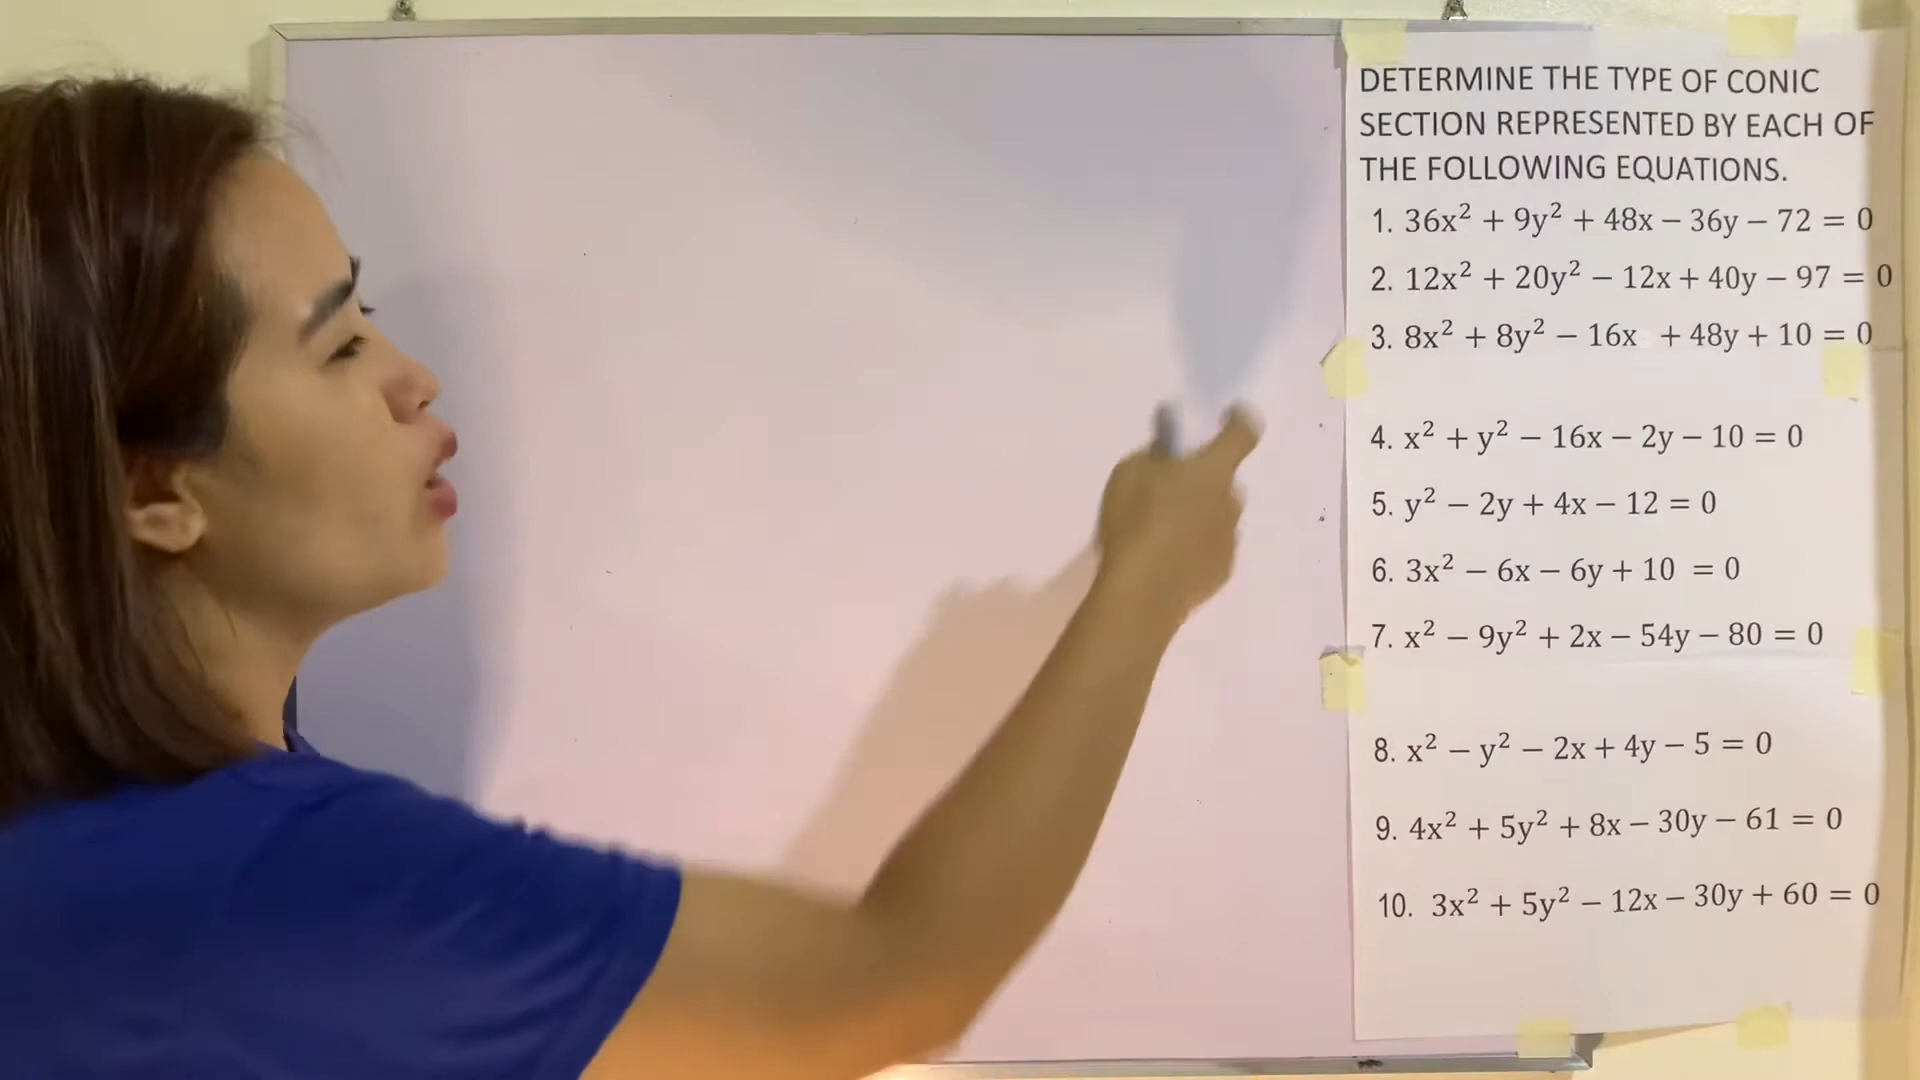 DETERMINE THE TYPE OF CONIC
SECTION REPRESENTED BY EACH OF
THE FOLLOWING EQUATIONS.
1. 36x² + 9y² + 48x − 36y − 72 = 0
2. 12x² + 20y² − 12x + 40y − 97 = 0
3. 8x² + 8y² − 16x + 48y + 10 = 0
4. x² + y² − 16x − 2y − 10 = 0
5. y² − 2y + 4x − 12 = 0
6. 3x² − 6x − 6y + 10 = 0
7. x² − 9y² + 2x − 54y − 80 = 0
8. x² − y² − 2x + 4y − 5 = 0
9. 4x² + 5y² + 8x − 30y − 61 = 0
10. 3x² + 5y² − 12x − 30y + 60 = 0